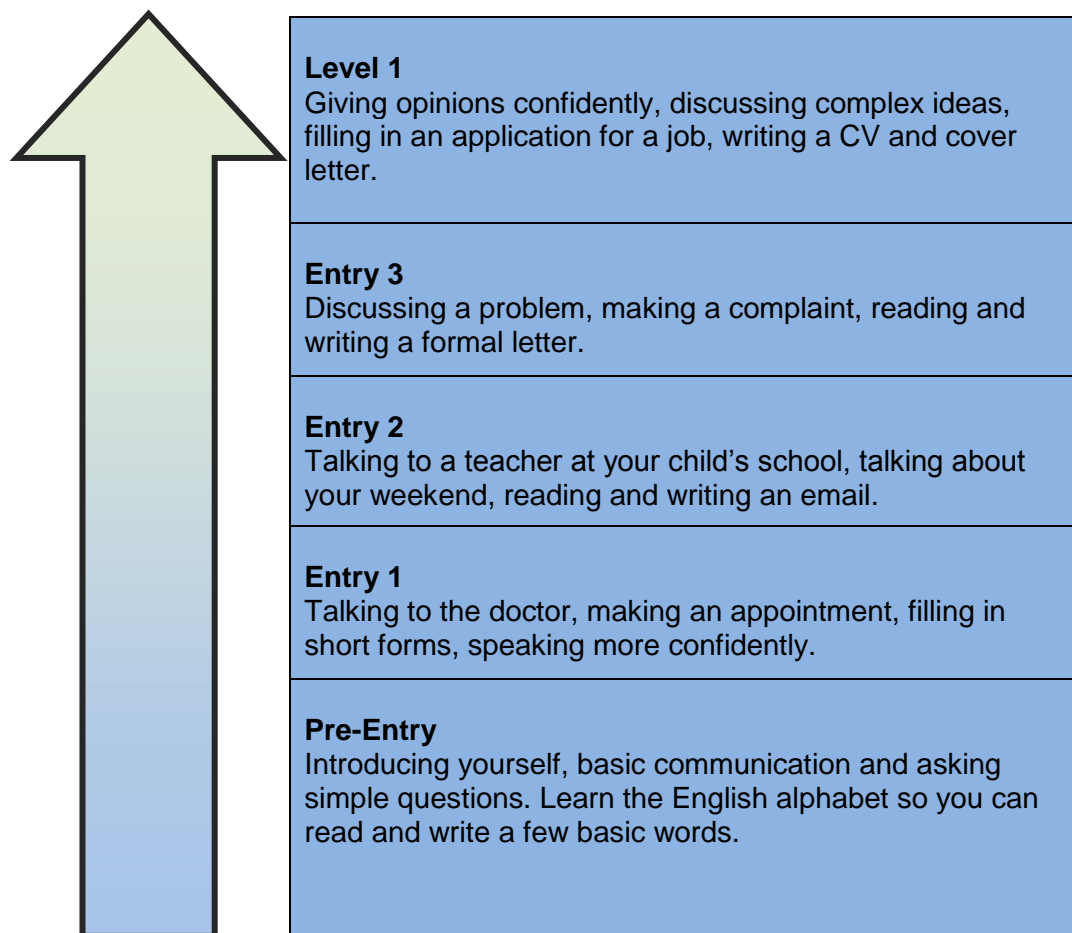 Level 1
Giving opinions confidently, discussing complex ideas,
filling in an application for a job, writing a CV and cover
letter.
Entry 3
Discussing a problem, making a complaint, reading and
writing a formal letter.
Entry 2
Talking to a teacher at your child’s school, talking about
your weekend, reading and writing an email.
Entry 1
Talking to the doctor, making an appointment, filling in
short forms, speaking more confidently.
Pre-Entry
Introducing yourself, basic communication and asking
simple questions. Learn the English alphabet so you can
read and write a few basic words.